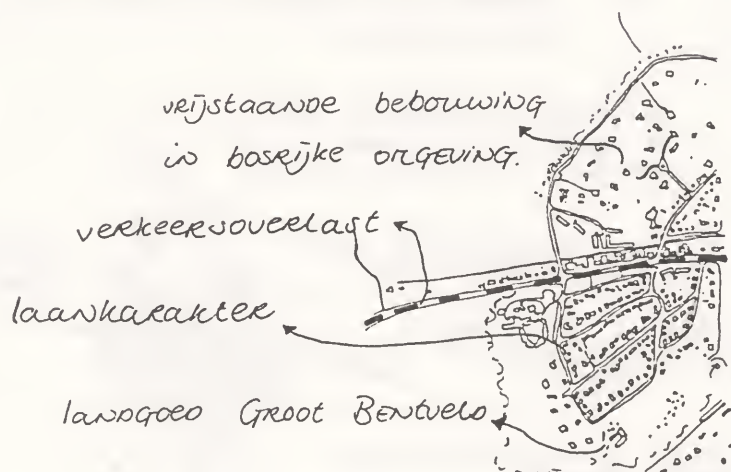 vrijstaande bebouwing
in bosrijke omgeving.
verkeersoverlast
laankarakter
landgoed Groot Bentveld